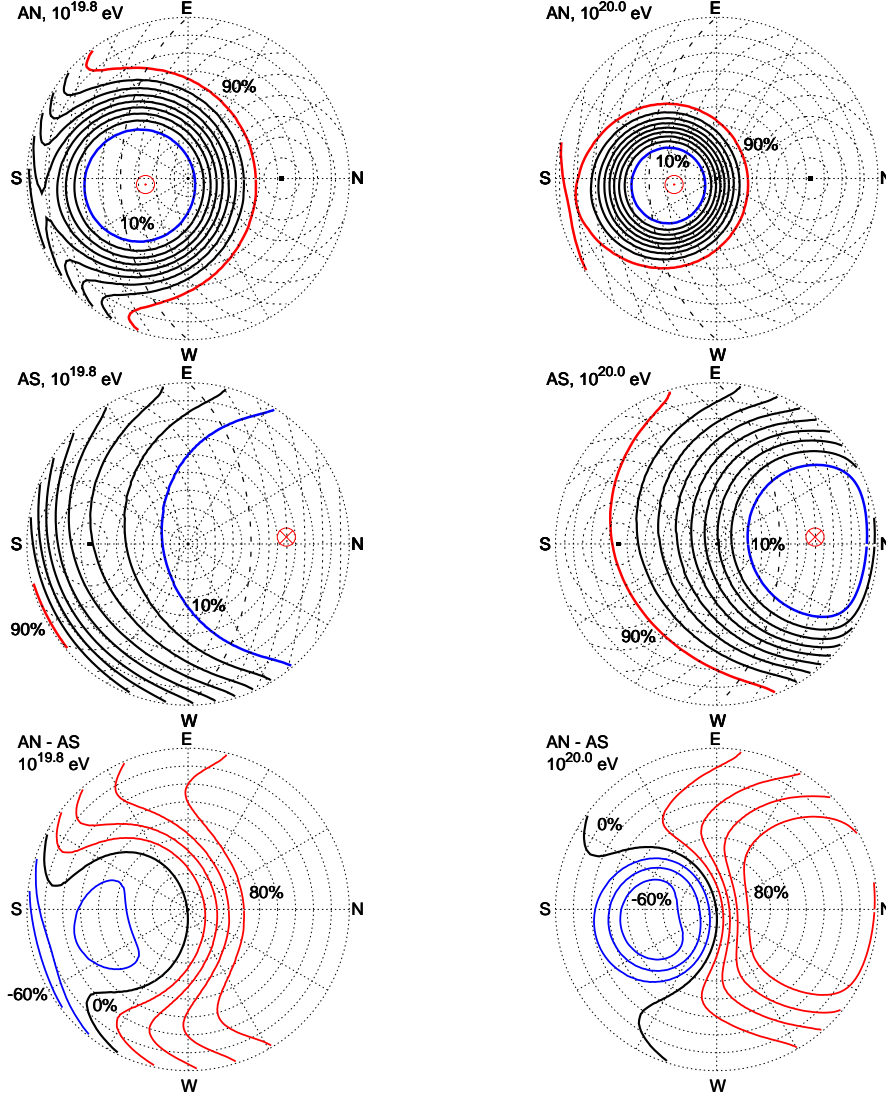 AN, 10^19.8 eV
E
90%
S
N
10%
W
AN, 10^20.0 eV
E
90%
10%
S
N
W
AS, 10^19.8 eV
E
S
N
10%
90%
W
AS, 10^20.0 eV
E
S
10%
N
90%
W
AN - AS
10^19.8 eV
E
80%
S
N
-60%
0%
W
AN - AS
10^20.0 eV
E
0%
80%
-60%
S
N
W